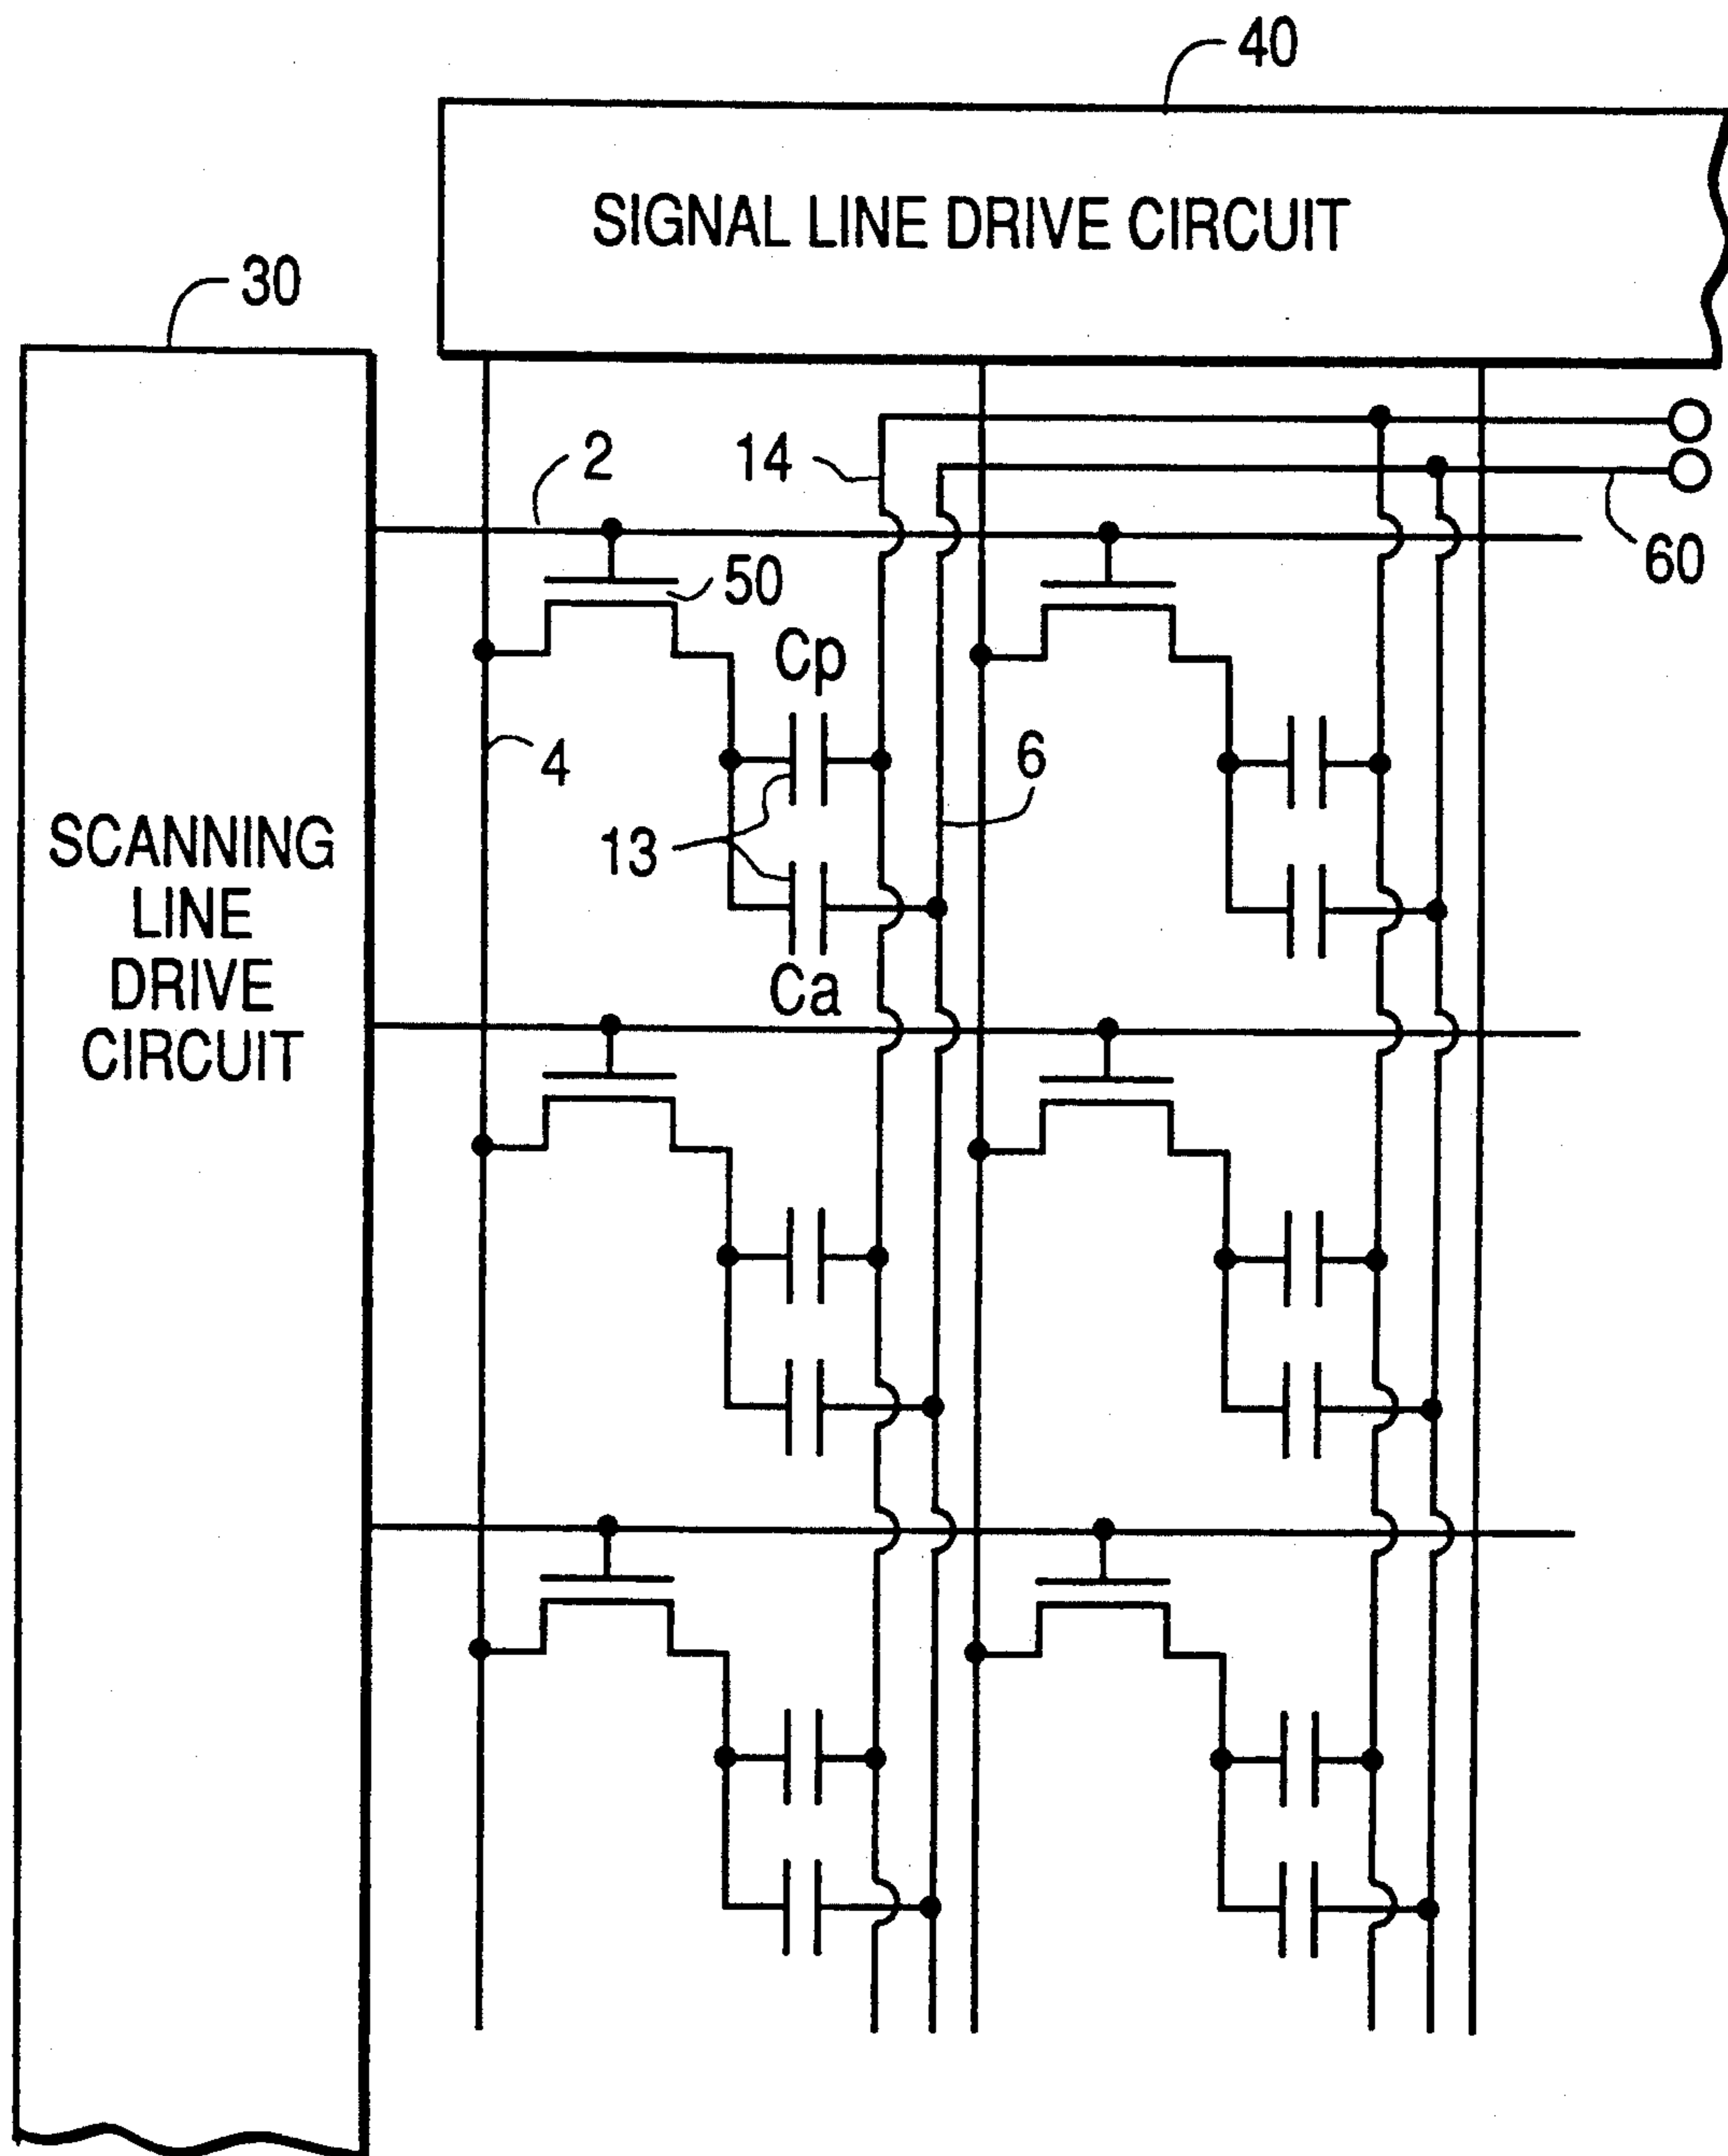 40
SIGNAL LINE DRIVE CIRCUIT
30
2
14
60
50
Cp
4
6
13
Ca
SCANNING
LINE
DRIVE
CIRCUIT